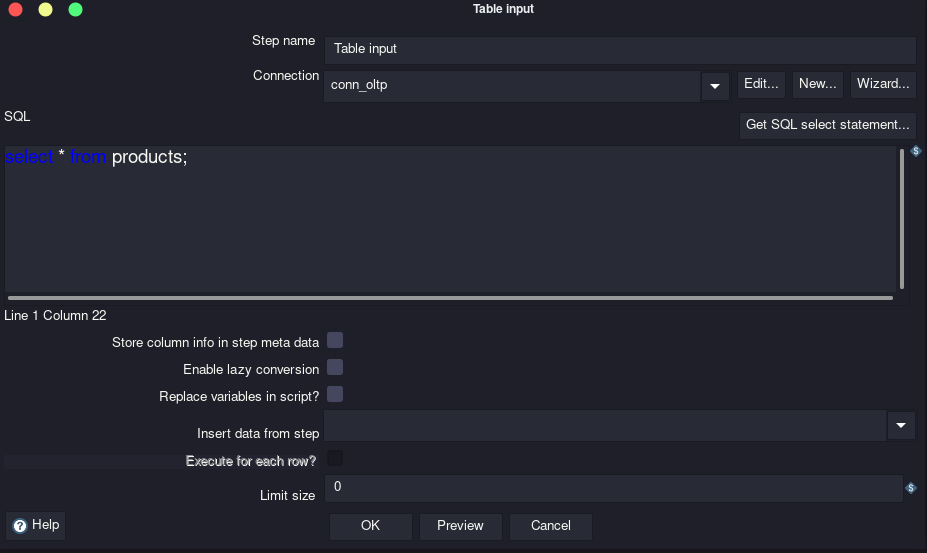 Table input
Step name Table input
Connection conn_oltp Edit... New... Wizard...
SQL
Get SQL select statement...
select * from products;
Line 1 Column 22
Store column info in step meta data
Enable lazy conversion
Replace variables in script?
Insert data from step
Execute for each row?
Limit size 0
Help OK Preview Cancel